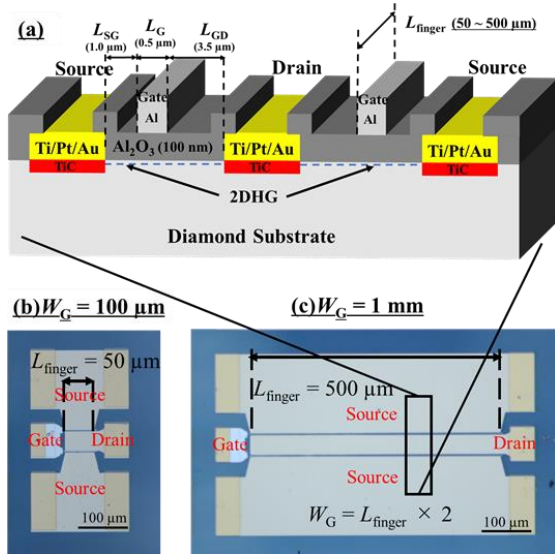 (a)
L_SG
(1.0 μm)
L_G
(0.5 μm)
L_GD
(3.5 μm)
L_finger (50 ~ 500 μm)
Source
Drain
Source
Gate
Al
Gate
Al
Ti/Pt/Au
Al₂O₃ (100 nm)
Ti/Pt/Au
Ti/Pt/Au
TiC
TiC
TiC
2DHG
Diamond Substrate
(b) W_G = 100 μm
L_finger = 50 μm
Source
Gate
Drain
Source
100 μm
(c) W_G = 1 mm
L_finger = 500 μm
Source
Gate
Drain
Source
W_G = L_finger × 2
100 μm